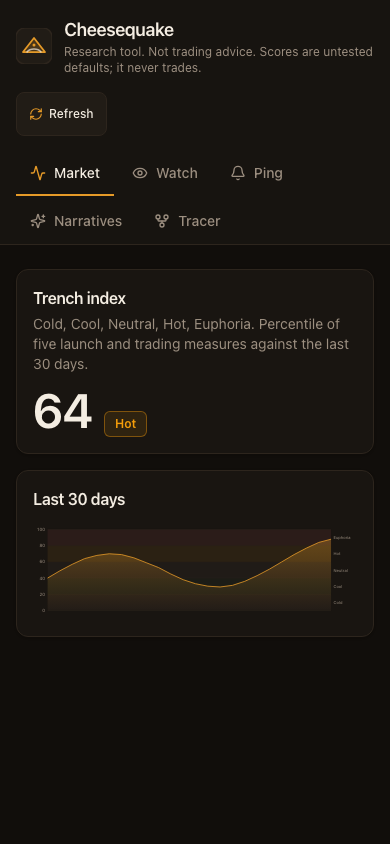 Cheesequake
Research tool. Not trading advice. Scores are untested
defaults; it never trades.
Refresh
Market
Watch
Ping
Narratives
Tracer
Trench index
Cold, Cool, Neutral, Hot, Euphoria. Percentile of
five launch and trading measures against the last
30 days.
64
Hot
Last 30 days
100
80
60
40
20
0
Euphoria
Hot
Neutral
Cool
Cold